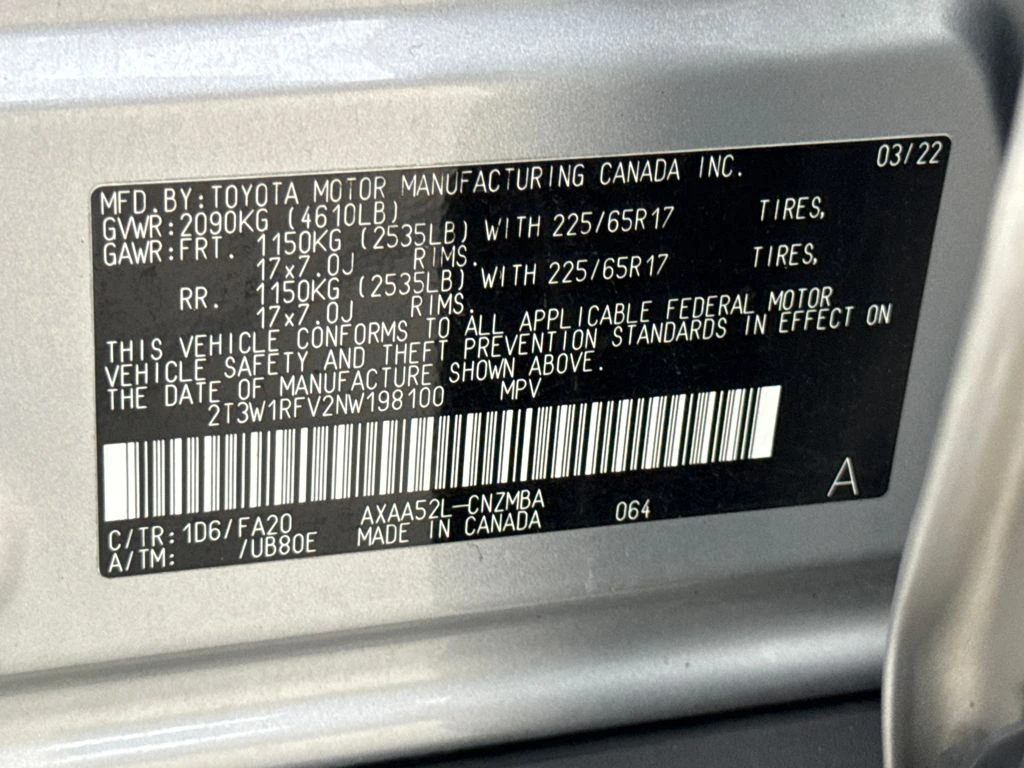 03/22
MFD. BY:TOYOTA MOTOR MANUFACTURING CANADA INC.
GVWR:2090KG (4610LB)
GAWR:FRT. 1150KG (2535LB) WITH 225/65R17 TIRES,
17x7.0J RIMS.
RR. 1150KG (2535LB) WITH 225/65R17 TIRES,
17x7.0J RIMS.
THIS VEHICLE CONFORMS TO ALL APPLICABLE FEDERAL MOTOR
VEHICLE SAFETY AND THEFT PREVENTION STANDARDS IN EFFECT ON
THE DATE OF MANUFACTURE SHOWN ABOVE.
2T3W1RFV2NW198100 MPV
A
C/TR:1D6/FA20 AXAA52L-CNZMBA 064
A/TM: /UB80E MADE IN CANADA